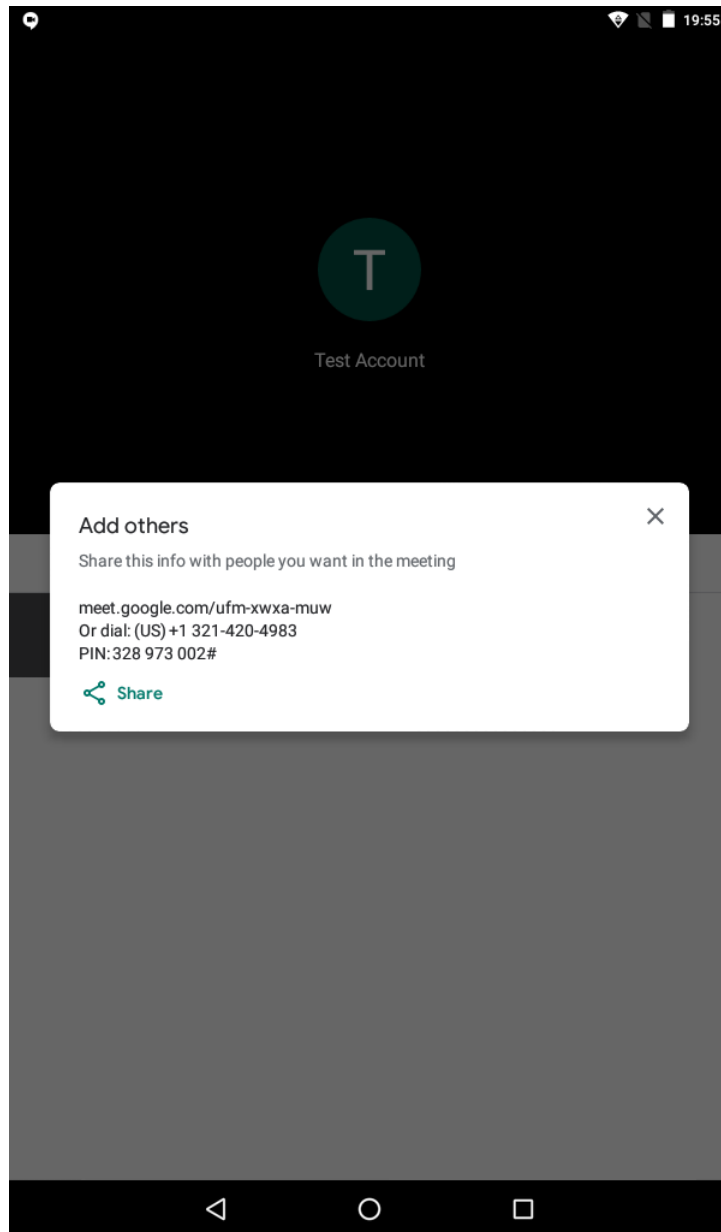 19:55
T
Test Account
Add others
Share this info with people you want in the meeting
meet.google.com/ufm-xwxa-muw
Or dial: (US) +1 321-420-4983
PIN: 328 973 002#
Share